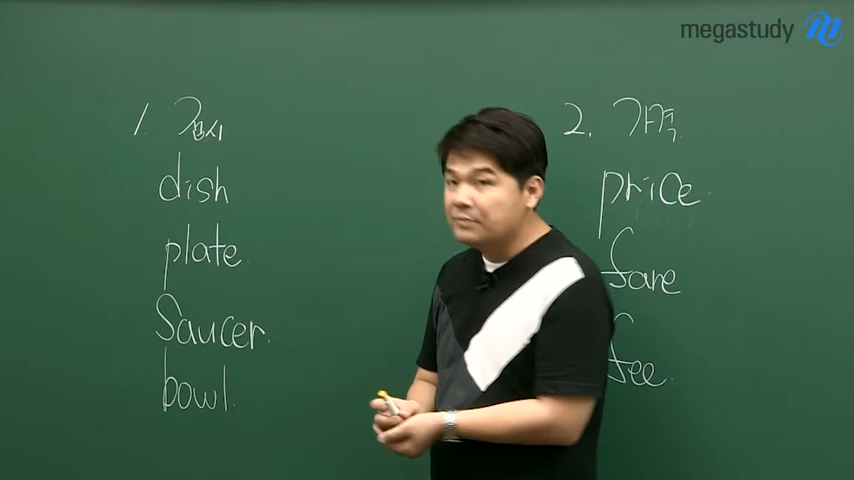 megastudy
1. 접시
dish
plate
Saucer.
bowl.
2. 가격
price.
fare
fee.